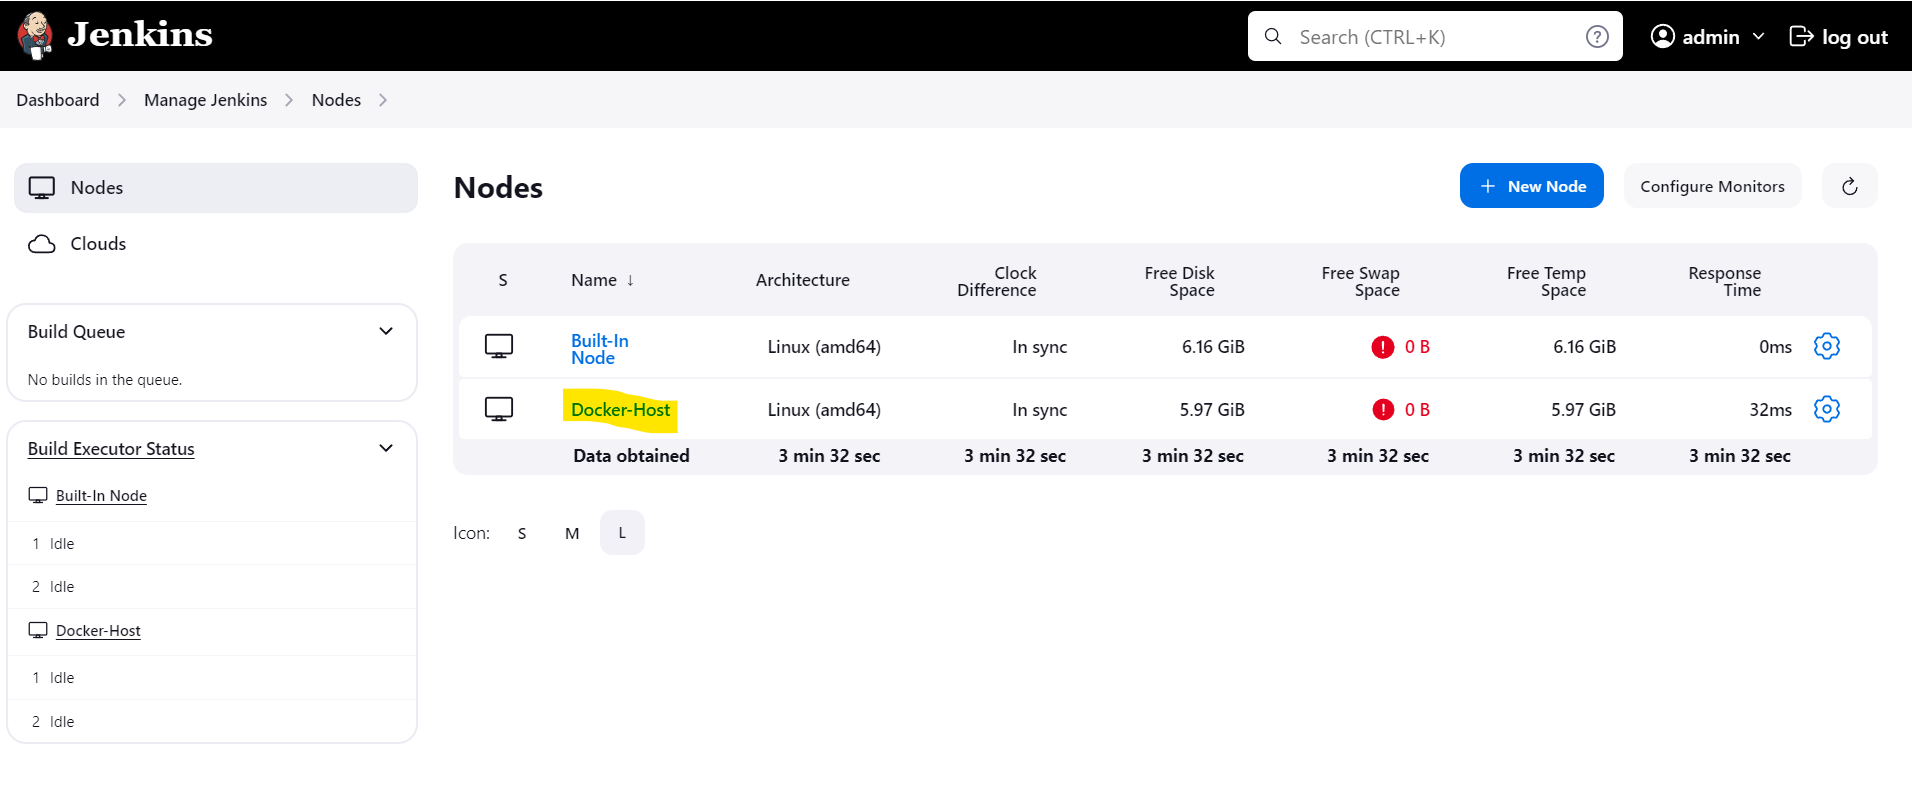 Jenkins
Search (CTRL+K)
?
admin
log out
Dashboard
Manage Jenkins
Nodes
Nodes
Clouds
Build Queue
No builds in the queue.
Build Executor Status
Built-In Node
1 Idle
2 Idle
Docker-Host
1 Idle
2 Idle
Nodes
+ New Node
Configure Monitors
S
Name ↓
Architecture
Clock
Difference
Free Disk
Space
Free Swap
Space
Free Temp
Space
Response
Time
Built-In
Node
Linux (amd64)
In sync
6.16 GiB
! 0 B
6.16 GiB
0ms
Docker-Host
Linux (amd64)
In sync
5.97 GiB
! 0 B
5.97 GiB
32ms
Data obtained
3 min 32 sec
3 min 32 sec
3 min 32 sec
3 min 32 sec
3 min 32 sec
3 min 32 sec
Icon: S M L